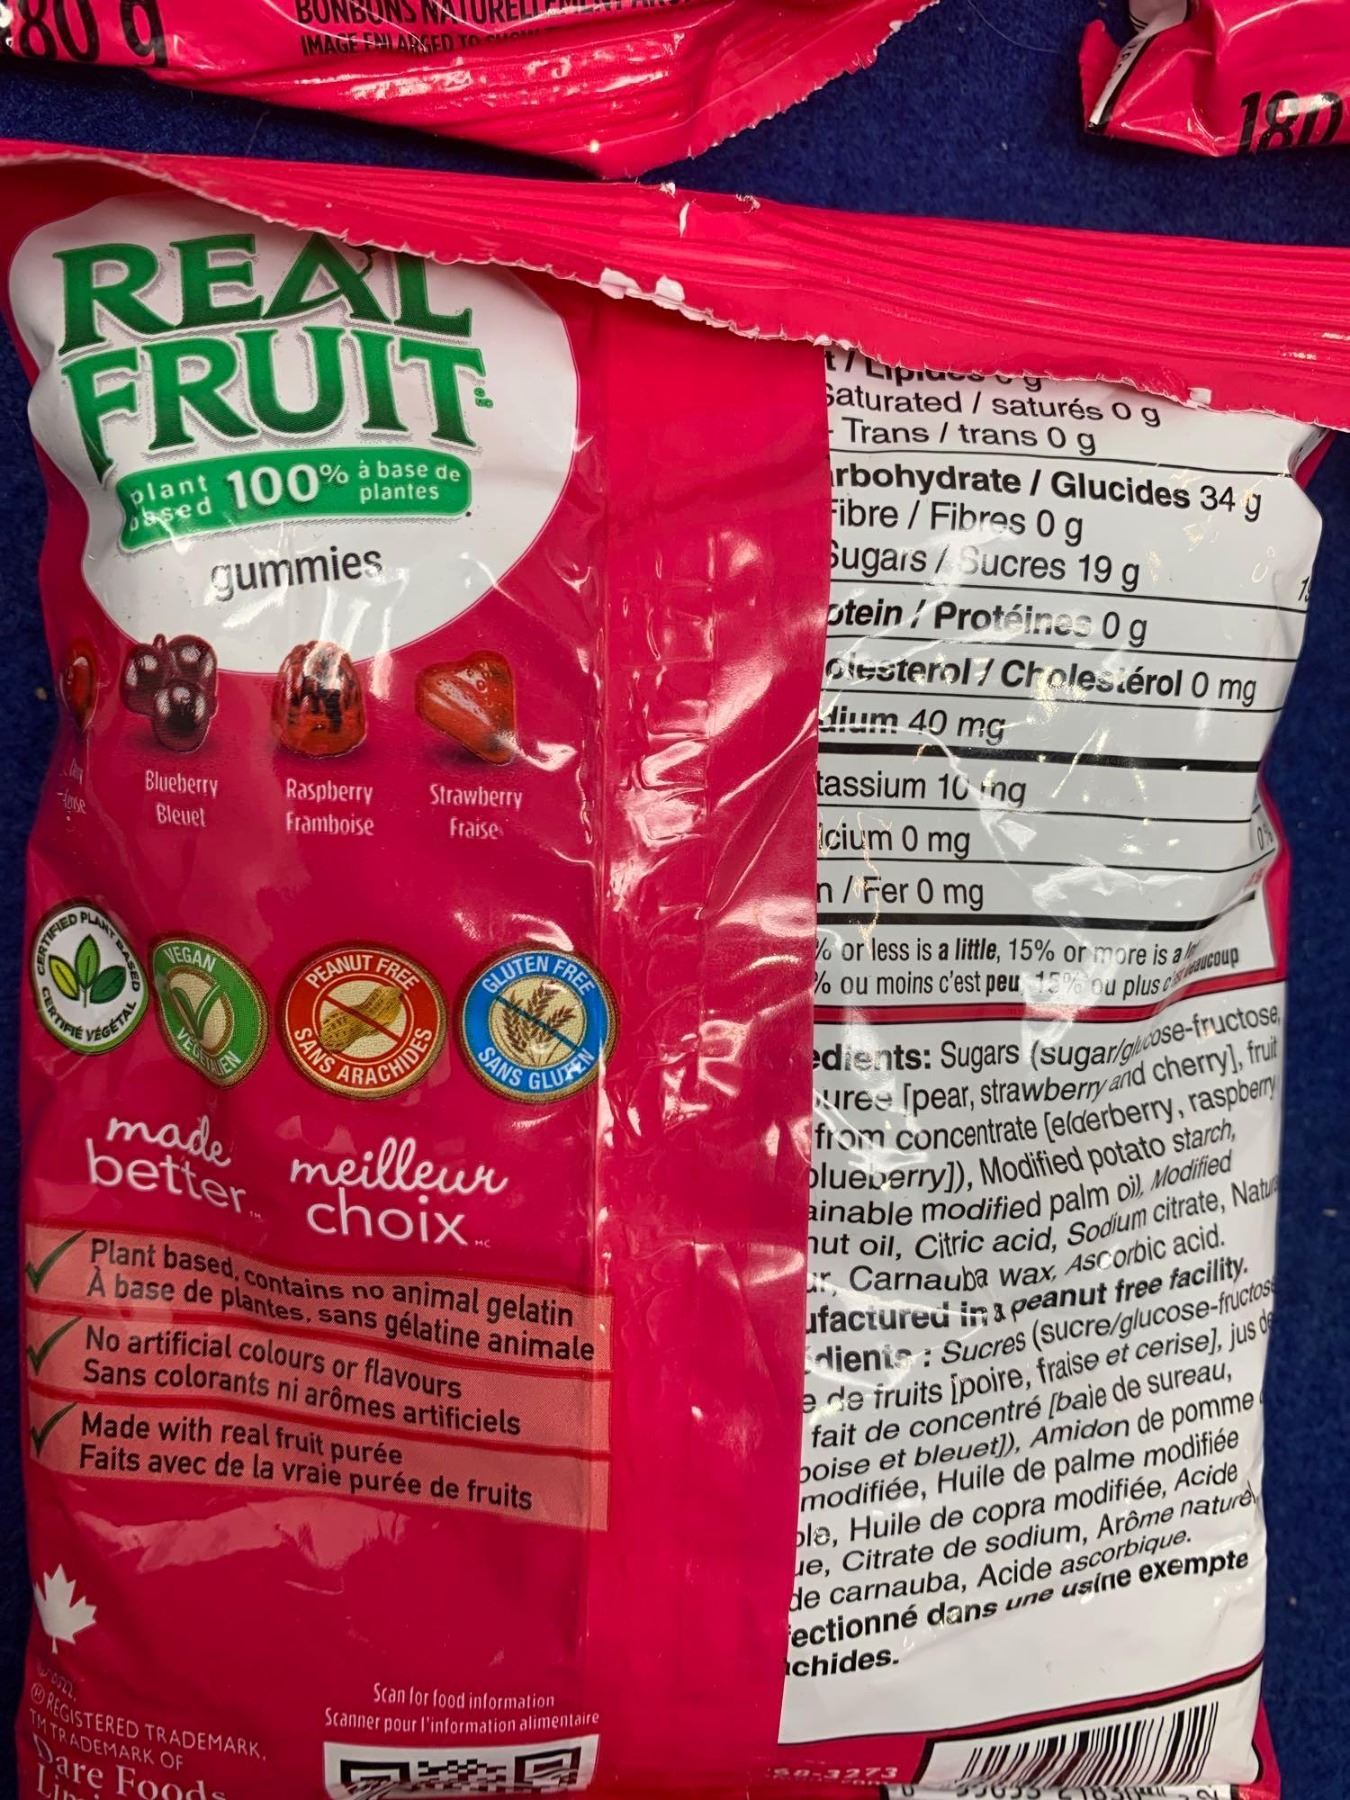 80 g
BONBONS
IMAGE ENLARGED TO
180
REAL
FRUIT
plant based 100% à base de plantes
gummies
Blueberry
Bleuet
Raspberry
Framboise
Strawberry
Fraise
CERTIFIED PLANT BASED
CERTIFIÉ VÉGÉTAL
VEGAN
PEANUT FREE
SANS ARACHIDES
GLUTEN FREE
SANS GLUTEN
made
better™
meilleur
choix MC
Plant based, contains no animal gelatin
À base de plantes, sans gélatine animale
No artificial colours or flavours
Sans colorants ni arômes artificiels
Made with real fruit purée
Faits avec de la vraie purée de fruits
® REGISTERED TRADEMARK.
TM TRADEMARK OF
Dare Foods
Scan for food information
Scanner pour l'information alimentaire
saturated / saturés 0 g
Trans / trans 0 g
rbohydrate / Glucides 34 g
Fibre / Fibres 0 g
Sugars / Sucres 19 g
otein / Protéines 0 g
olesterol / Cholestérol 0 mg
dium 40 mg
tassium 10 mg
lcium 0 mg
0%
n / Fer 0 mg
% or less is a little, 15% or more is a
% ou moins c'est peu, 15% ou plus c'est beaucoup
edients: Sugars (sugar/glucose-fructose,
uree [pear, strawberry and cherry], fruit
from concentrate [elderberry, raspberry
blueberry]), Modified potato starch,
ainable modified palm oil, Modified
nut oil, Citric acid, Sodium citrate, Natura
ur, Carnauba wax, Ascorbic acid.
ufactured in a peanut free facility.
édients : Sucres (sucre/glucose-fructose
e de fruits [poire, fraise et cerise], jus de
fait de concentré [baie de sureau,
boise et bleuet]), Amidon de pomme
modifiée, Huile de palme modifiée
ble, Huile de copra modifiée, Acide
ue, Citrate de sodium, Arôme naturel,
de carnauba, Acide ascorbique.
fectionné dans une usine exempte
achides.
68-3273